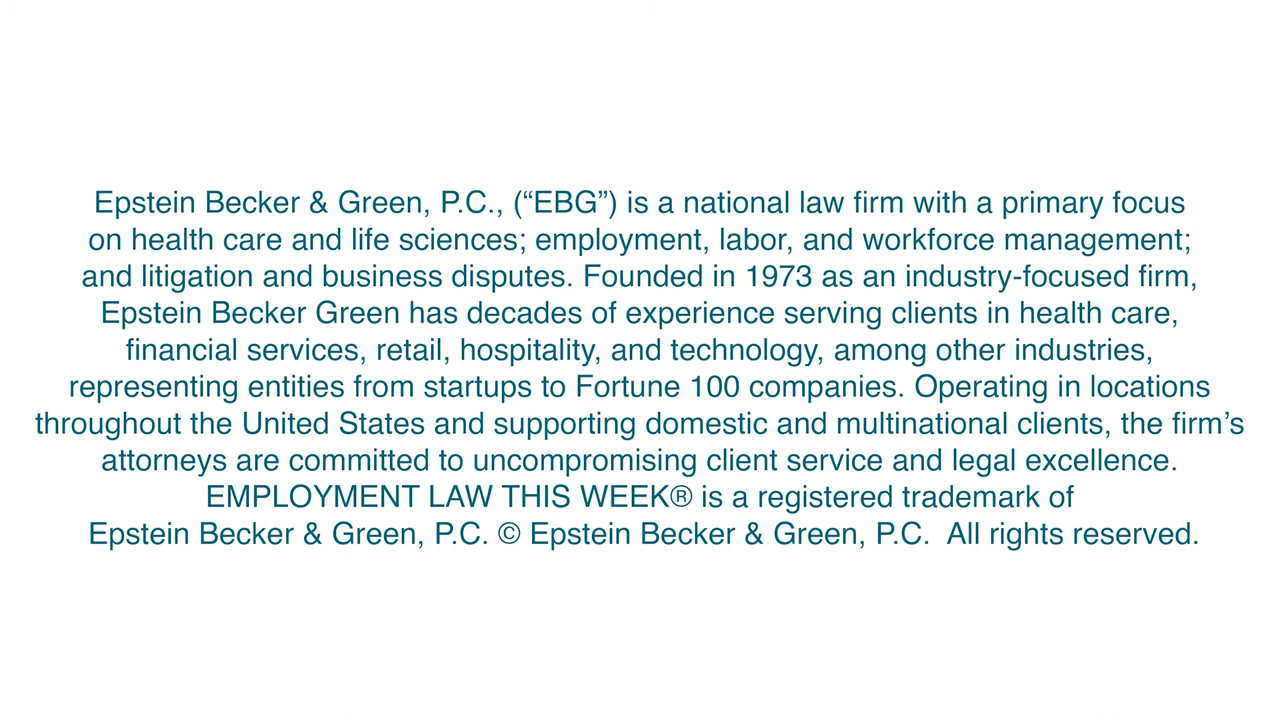 Epstein Becker & Green, P.C., (“EBG”) is a national law firm with a primary focus
on health care and life sciences; employment, labor, and workforce management;
and litigation and business disputes. Founded in 1973 as an industry-focused firm,
Epstein Becker Green has decades of experience serving clients in health care,
financial services, retail, hospitality, and technology, among other industries,
representing entities from startups to Fortune 100 companies. Operating in locations
throughout the United States and supporting domestic and multinational clients, the firm’s
attorneys are committed to uncompromising client service and legal excellence.
EMPLOYMENT LAW THIS WEEK® is a registered trademark of
Epstein Becker & Green, P.C. © Epstein Becker & Green, P.C.  All rights reserved.